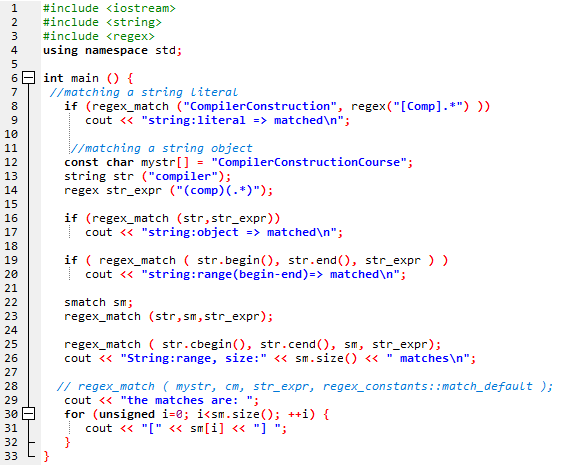 1 #include <iostream>
2 #include <string>
3 #include <regex>
4 using namespace std;
5
6 int main () {
7 //matching a string literal
8 if (regex_match ("CompilerConstruction", regex("[Comp].*") ))
9 cout << "string:literal => matched\n";
10
11 //matching a string object
12 const char mystr[] = "CompilerConstructionCourse";
13 string str ("compiler");
14 regex str_expr ("(comp)(.*)");
15
16 if (regex_match (str,str_expr))
17 cout << "string:object => matched\n";
18
19 if ( regex_match ( str.begin(), str.end(), str_expr ) )
20 cout << "string:range(begin-end)=> matched\n";
21
22 smatch sm;
23 regex_match (str,sm,str_expr);
24
25 regex_match ( str.cbegin(), str.cend(), sm, str_expr);
26 cout << "String:range, size:" << sm.size() << " matches\n";
27
28 // regex_match ( mystr, cm, str_expr, regex_constants::match_default );
29 cout << "the matches are: ";
30 for (unsigned i=0; i<sm.size(); ++i) {
31 cout << "[" << sm[i] << "] ";
32 }
33 }